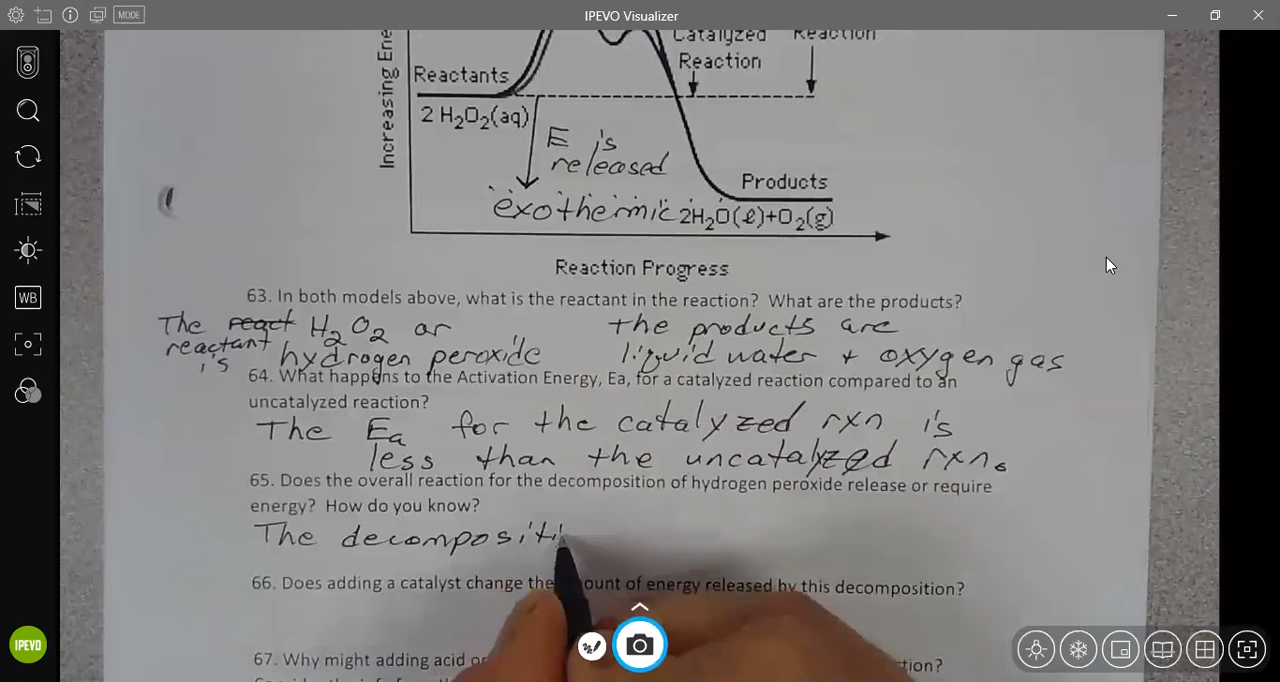 IPEVO Visualizer
MODE
WB
IPEVO
Increasing Ene
Catalyzed
Reaction
Reaction
Reactants
2 H₂O₂(aq)
E is
released
exothermic
Products
2H₂O(ℓ)+O₂(g)
Reaction Progress
63. In both models above, what is the reactant in the reaction? What are the products?
The react H₂O₂ or the products are
reactant is hydrogen peroxide liquid water + oxygen gas
64. What happens to the Activation Energy, Ea, for a catalyzed reaction compared to an
uncatalyzed reaction?
The Ea for the catalyzed rxn is
less than the uncatalyzed rxn.
65. Does the overall reaction for the decomposition of hydrogen peroxide release or require
energy? How do you know?
The decompositi
66. Does adding a catalyst change the amount of energy released by this decomposition?
67. Why might adding acid or